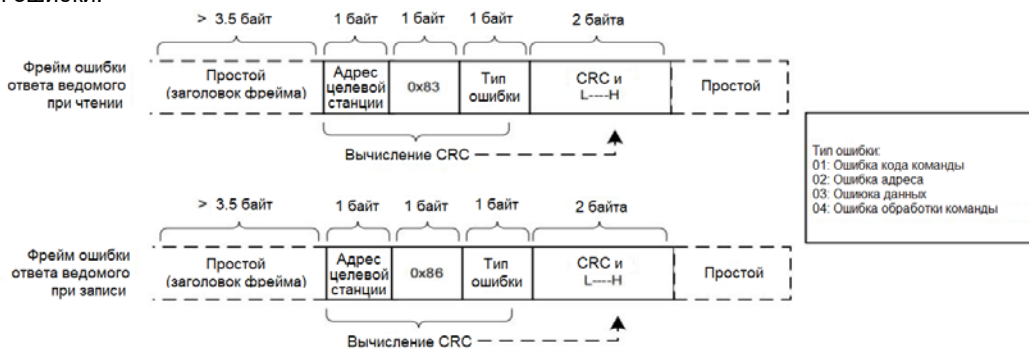 > 3.5 байт 1 байт 1 байт 1 байт 2 байта
Фрейм ошибки
ответа ведомого
при чтении
Простой
(заголовок фрейма)
Адрес
целевой
станции
0x83
Тип
ошибки
CRC и
L----H
Простой
Вычисление CRC
Тип ошибки:
01: Ошибка кода команды
02: Ошибка адреса
03: Ошиюка данных
04: Ошибка обработки команды
> 3.5 байт 1 байт 1 байт 1 байт 2 байта
Фрейм ошибки
ответа ведомого
при записи
Простой
(заголовок фрейма)
Адрес
целевой
станции
0x86
Тип
ошибки
CRC и
L----H
Простой
Вычисление CRC